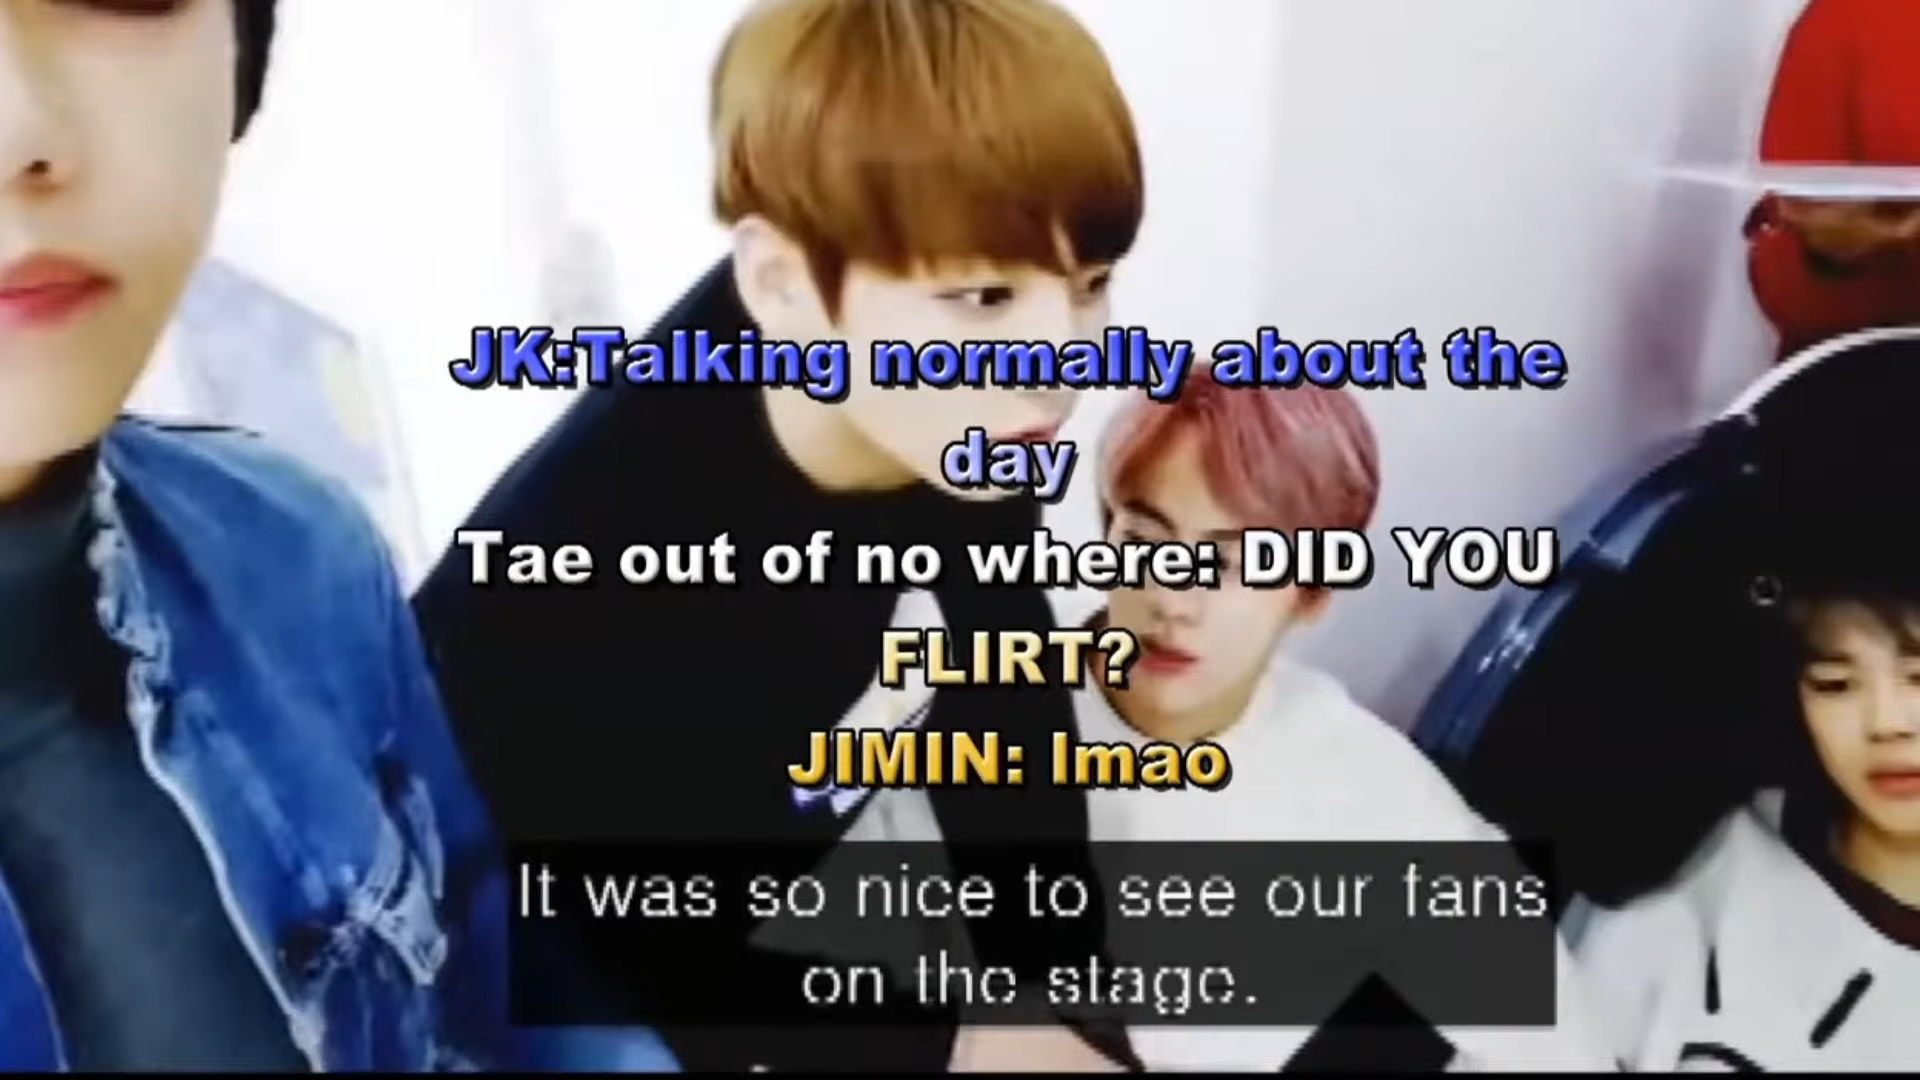 JK:Talking normally about the
day
Tae out of no where: DID YOU
FLIRT?
JIMIN: lmao
It was so nice to see our fans
on the stage.